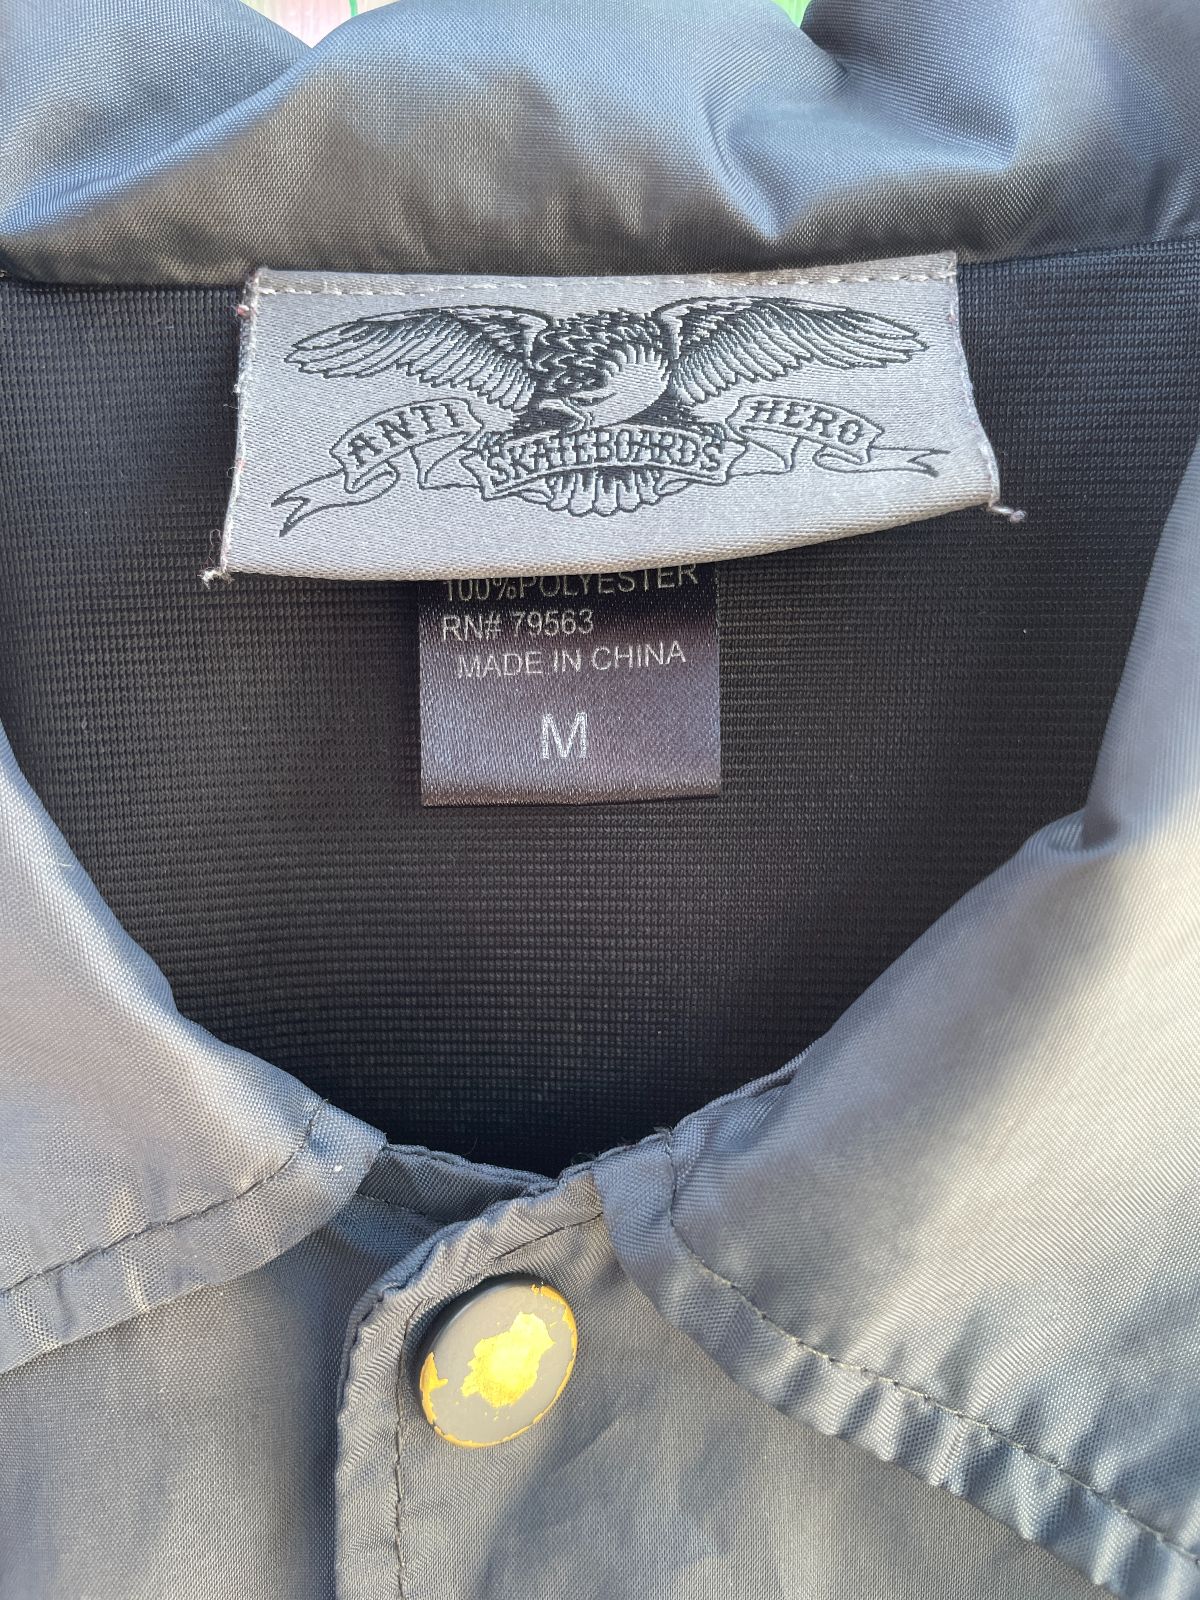 ANTI HERO
SKATEBOARDS
100%POLYESTER
RN# 79563
MADE IN CHINA
M